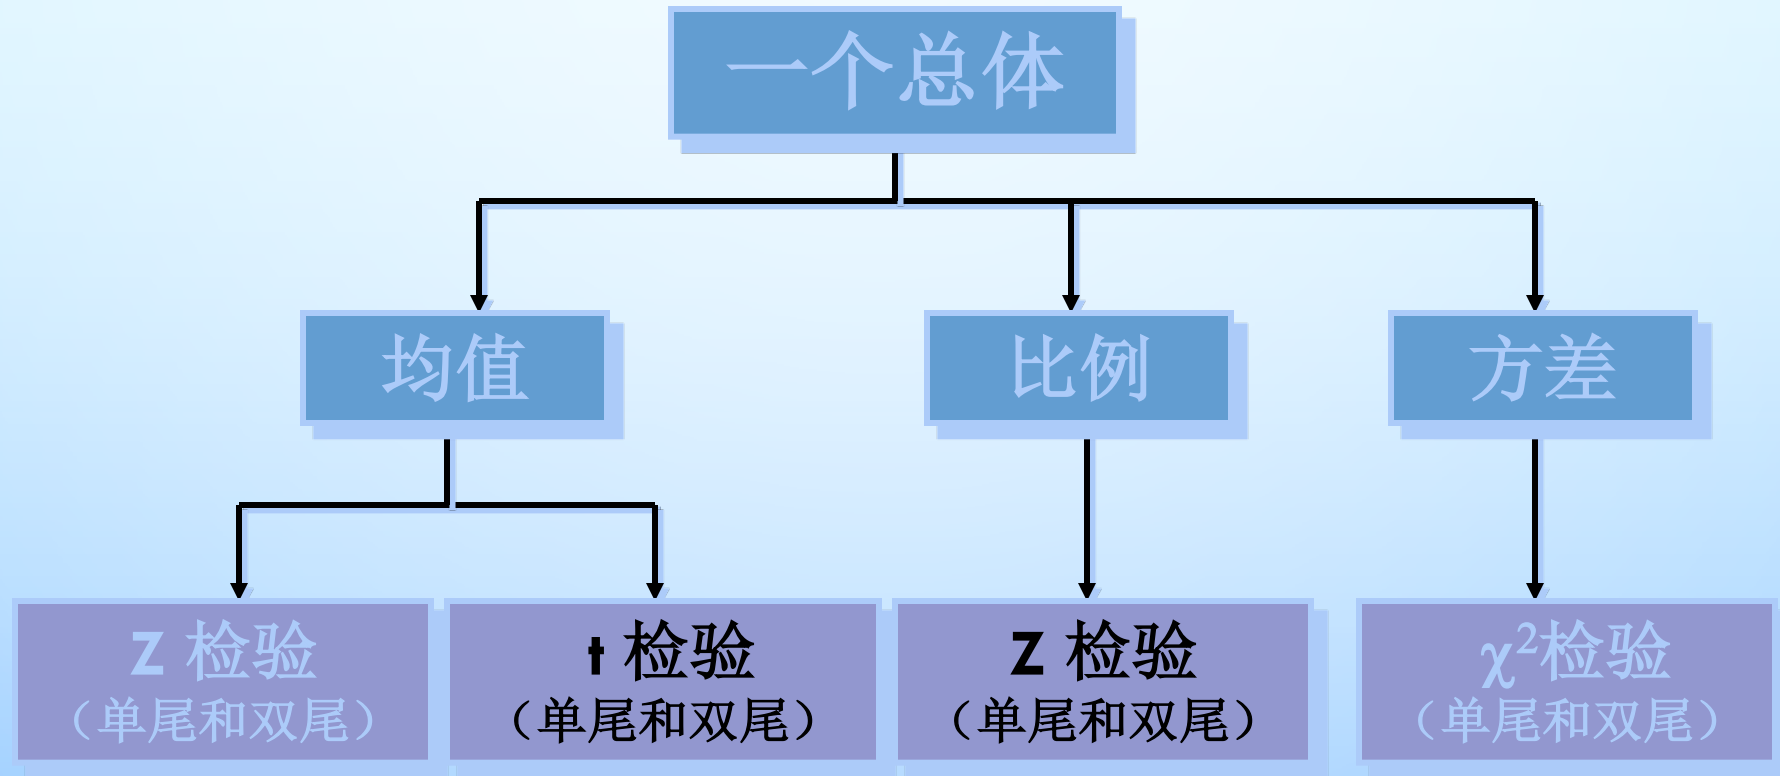 一个总体
均值
比例
方差
Z 检验
（单尾和双尾）
t 检验
（单尾和双尾）
Z 检验
（单尾和双尾）
χ²检验
（单尾和双尾）